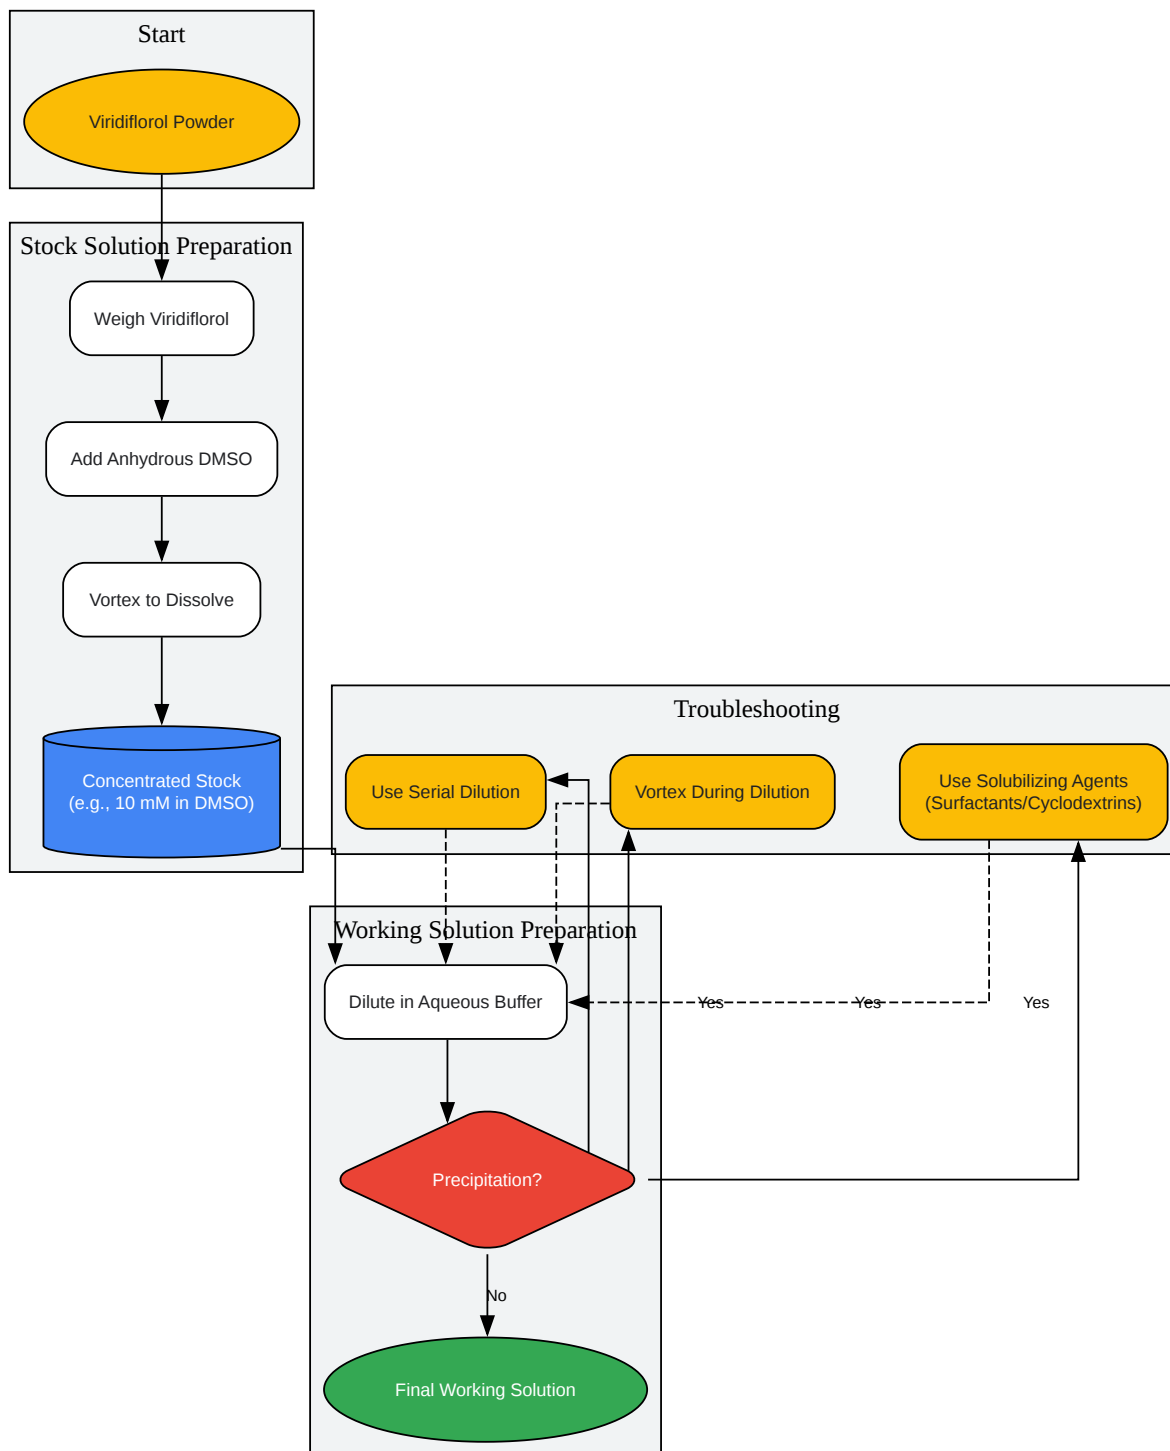 Start
Viridiflorol Powder
Stock Solution Preparation
Weigh Viridiflorol
Add Anhydrous DMSO
Vortex to Dissolve
Concentrated Stock
(e.g., 10 mM in DMSO)
Troubleshooting
Use Serial Dilution
Vortex During Dilution
Use Solubilizing Agents
(Surfactants/Cyclodextrins)
Working Solution Preparation
Dilute in Aqueous Buffer
Yes
Yes
Yes
Precipitation?
No
Final Working Solution